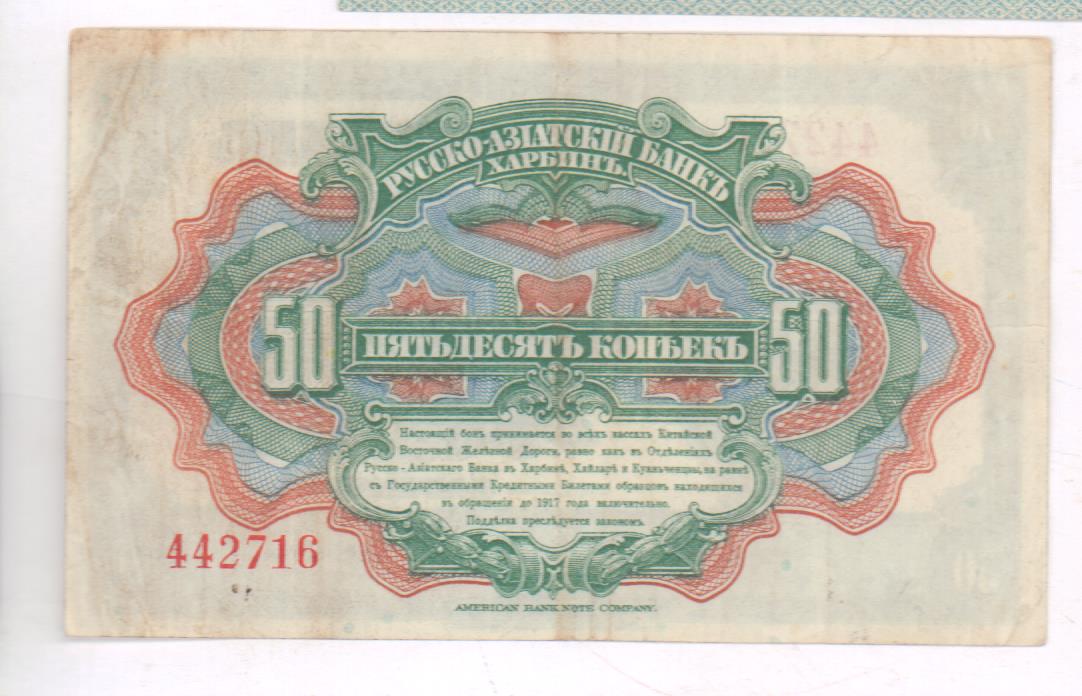 РУССКО-АЗІАТСКІЙ БАНКЪ
ХАРБИНЪ.
50 ПЯТЬДЕСЯТЪ КОПѢЕКЪ 50
Настоящій бонъ принимается во всѣхъ кассахъ Китайской
Восточной Желѣзной Дороги, равно какъ въ Отдѣленіяхъ
Русско-Азіатскаго Банка въ Харбинѣ, Хайларѣ и Куаньченцзы, на равнѣ
съ Государственными Кредитными Билетами образцовъ находящихся
въ обращеніи до 1917 года включительно.
Поддѣлка преслѣдуется закономъ.
442716
AMERICAN BANK NOTE COMPANY.